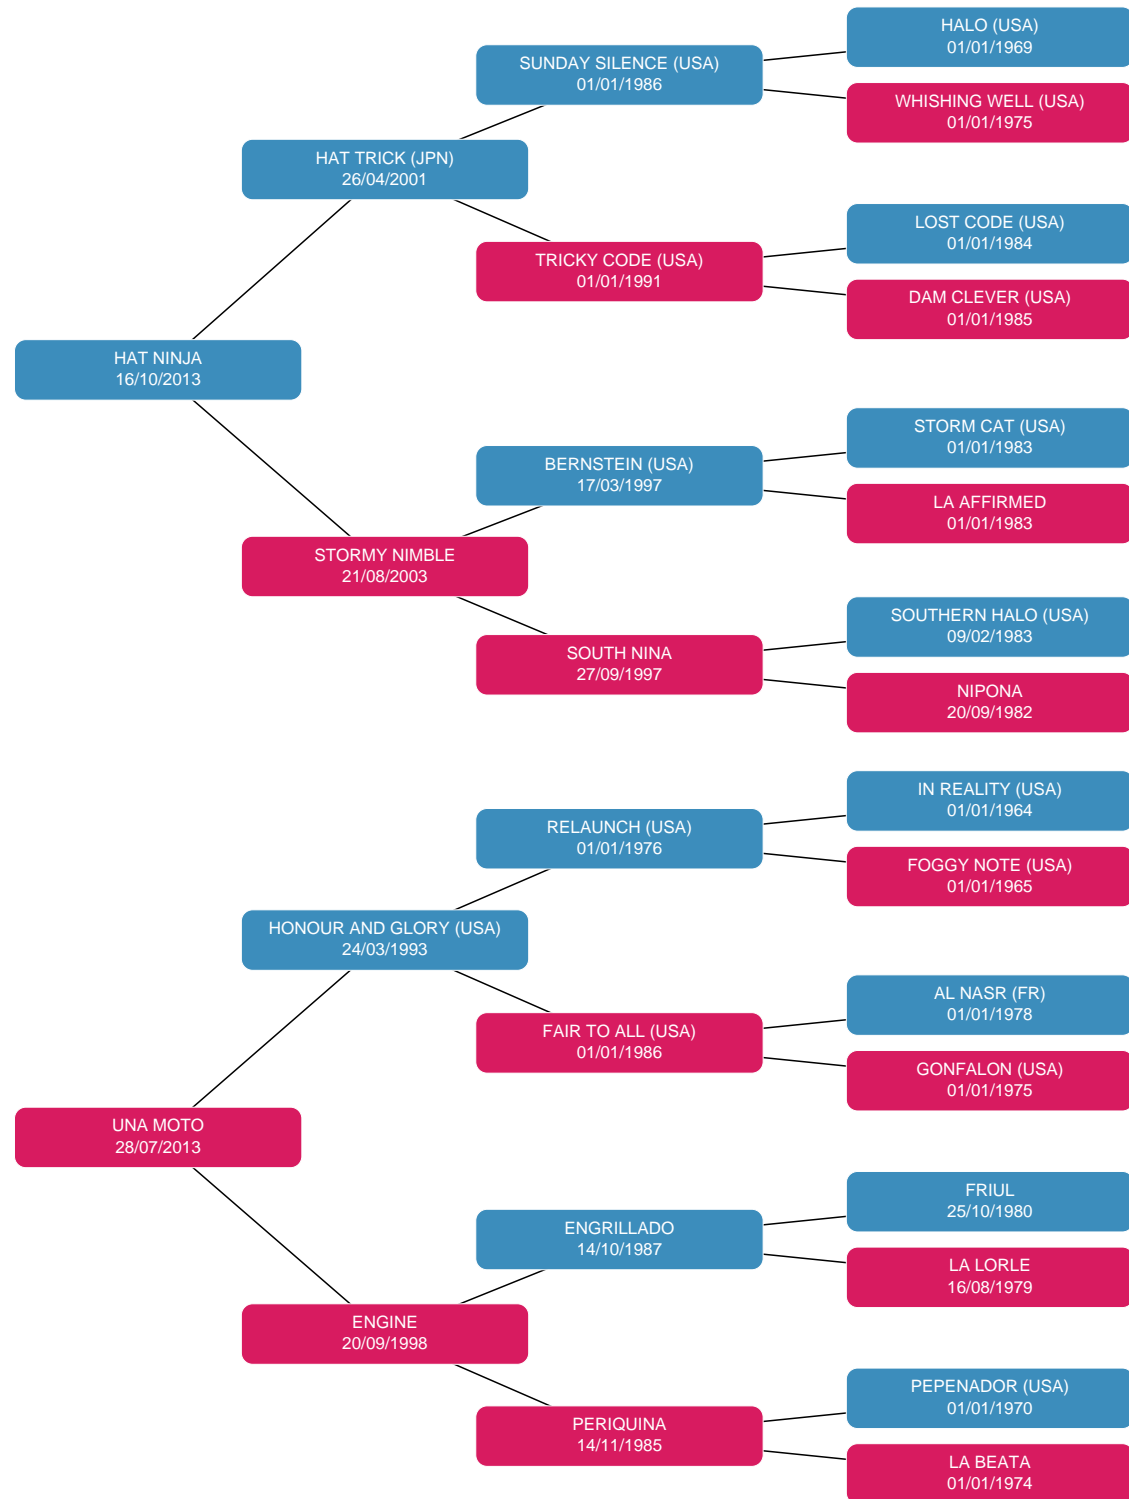 HALO (USA)
01/01/1969
SUNDAY SILENCE (USA)
01/01/1986
WHISHING WELL (USA)
01/01/1975
HAT TRICK (JPN)
26/04/2001
LOST CODE (USA)
01/01/1984
TRICKY CODE (USA)
01/01/1991
DAM CLEVER (USA)
01/01/1985
HAT NINJA
16/10/2013
STORM CAT (USA)
01/01/1983
BERNSTEIN (USA)
17/03/1997
LA AFFIRMED
01/01/1983
STORMY NIMBLE
21/08/2003
SOUTHERN HALO (USA)
09/02/1983
SOUTH NINA
27/09/1997
NIPONA
20/09/1982
IN REALITY (USA)
01/01/1964
RELAUNCH (USA)
01/01/1976
FOGGY NOTE (USA)
01/01/1965
HONOUR AND GLORY (USA)
24/03/1993
AL NASR (FR)
01/01/1978
FAIR TO ALL (USA)
01/01/1986
GONFALON (USA)
01/01/1975
UNA MOTO
28/07/2013
FRIUL
25/10/1980
ENGRILLADO
14/10/1987
LA LORLE
16/08/1979
ENGINE
20/09/1998
PEPENADOR (USA)
01/01/1970
PERIQUINA
14/11/1985
LA BEATA
01/01/1974